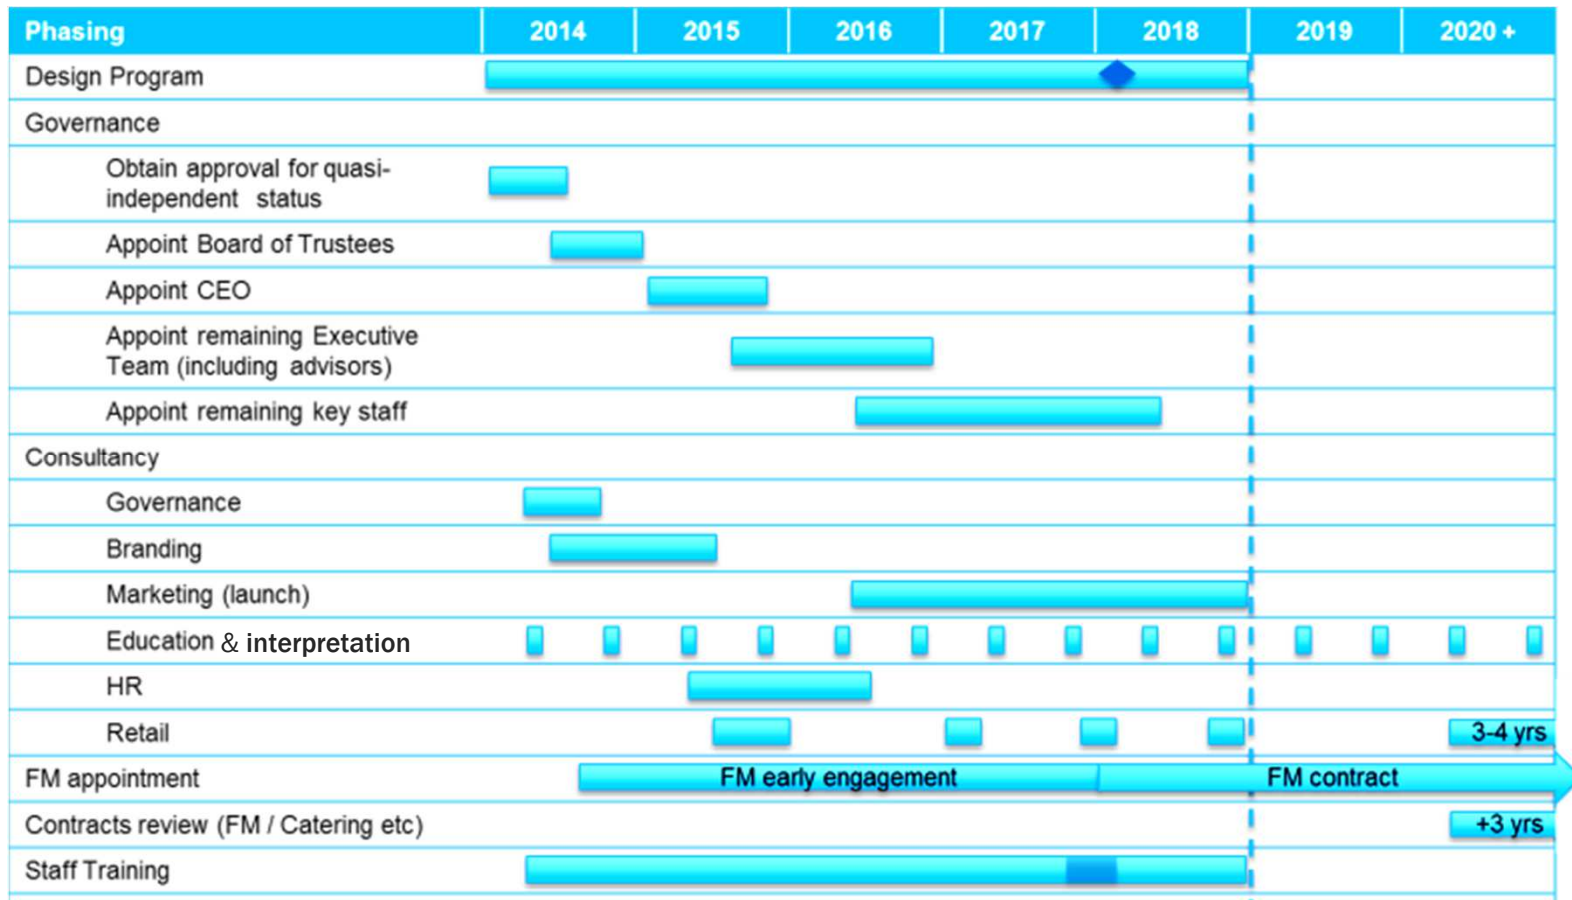 Phasing 2014 2015 2016 2017 2018 2019 2020 +
Design Program
Governance
Obtain approval for quasi-
independent status
Appoint Board of Trustees
Appoint CEO
Appoint remaining Executive
Team (including advisors)
Appoint remaining key staff
Consultancy
Governance
Branding
Marketing (launch)
Education & interpretation
HR
Retail 3-4 yrs
FM appointment FM early engagement FM contract
Contracts review (FM / Catering etc) +3 yrs
Staff Training